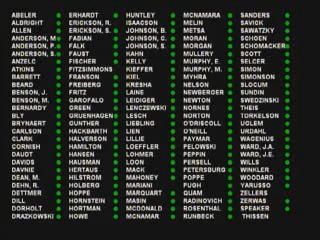 ABELER ERHARDT HUNTLEY MCNAMARA SANDERS
ALBRIGHT ERICKSON, R. ISAACSON MELIN SAVICK
ALLEN ERICKSON, S. JOHNSON, B. METSA SAWATZKY
ANDERSON, M FABIAN JOHNSON, C. MORAN SCHOEN
ANDERSON, P. FALK JOHNSON, S. MORGAN SCHOMACKER
ANDERSON, S. FAUST KAHN MULLERY SCOTT
ANZELC FISCHER KELLY MURPHY, E. SELCER
ATKINS FITZSIMMONS KIEFFER MURPHY, M. SIMON
BARRETT FRANSON KIEL MYHRA SIMONSON
BEARD FREIBERG KRESHA NELSON SLOCUM
BENSON, J. FRITZ LAINE NEWBERGER SUNDIN
BENSON, M. GAROFALO LEIDIGER NEWTON SWEDZINSKI
BERNARDY GREEN LENCZEWSKI NORNES THEIS
BLY GRUENHAGEN LESCH NORTON TORKELSON
BRYNAERT GUNTHER LIEBLING O'DRISCOLL UGLEM
CARLSON HACKBARTH LIEN O'NEILL URDAHL
CLARK HALVERSON LILLIE PAYMAR WAGENIUS
CORNISH HAMILTON LOEFFLER PELOWSKI WARD, J.A.
DAUDT HANSEN LOHMER PEPPIN WARD, J.E.
DAVIDS HAUSMAN LOON PERSELL WILLS
DAVNIE HERTAUS MACK PETERSBURG WINKLER
DEAN, M. HILSTROM MAHONEY POPPE WOODARD
DEHN, R. HOLBERG MARIANI PUGH YARUSSO
DETTMER HOPPE MARQUART QUAM ZELLERS
DILL HORNSTEIN MASIN RADINOVICH ZERWAS
DORHOLT HORTMAN MCDONALD ROSENTHAL SPEAKER
DRAZKOWSKI HOWE MCNAMAR RUNBECK THISSEN